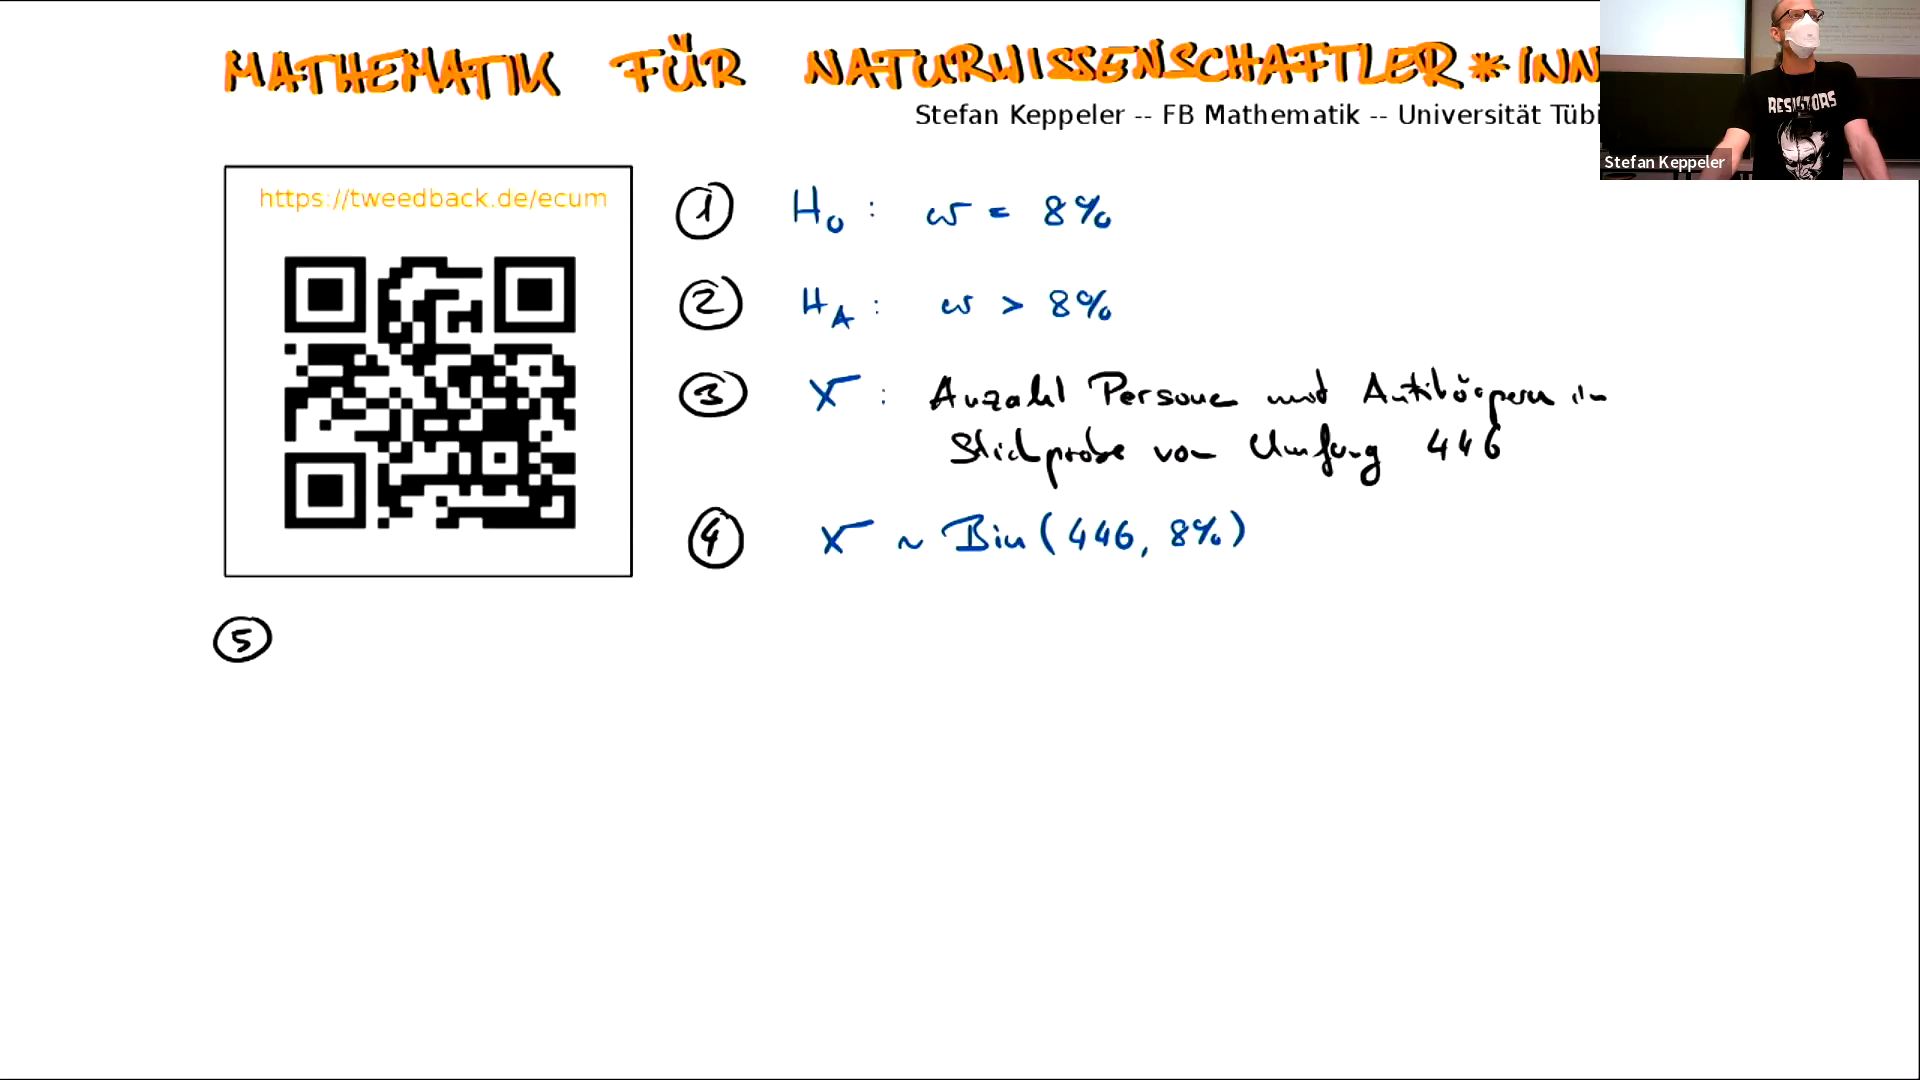 MATHEMATIK FÜR NATURWISSENSCHAFTLER*INN
Stefan Keppeler -- FB Mathematik -- Universität Tübi
RESISTORS
Stefan Keppeler
https://tweedback.de/ecum
① H₀ : ω = 8%
② H_A : ω > 8%
③ X : Anzahl Personen mit Antikörpern in
Stichprobe vom Umfang 446
④ X ~ Bin(446, 8%)
⑤